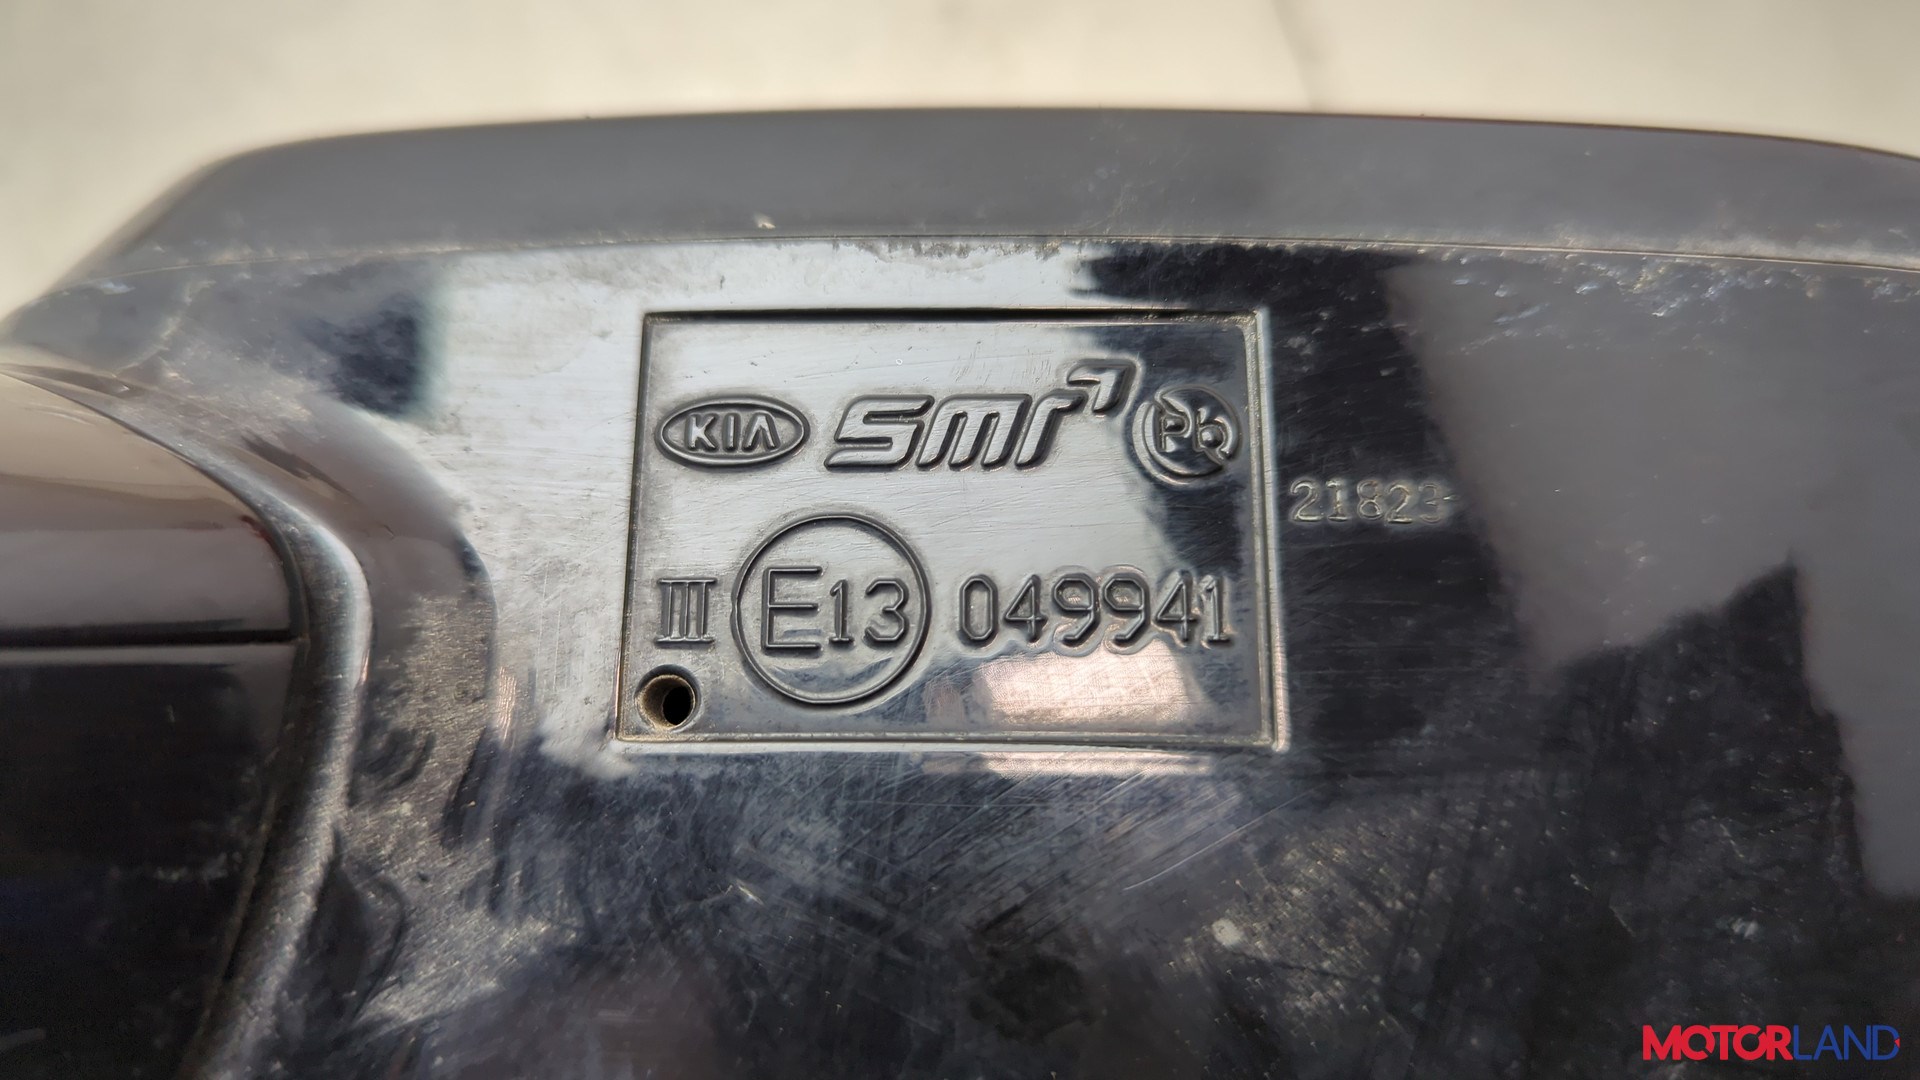 KIA smr Pb
21823
III E13 049941
MOTORLAND